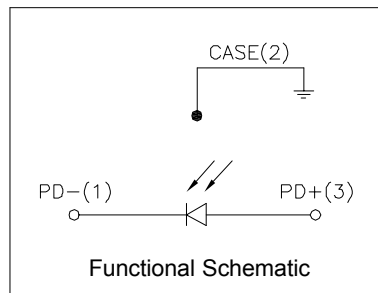 CASE(2)
PD-(1)
PD+(3)
Functional Schematic